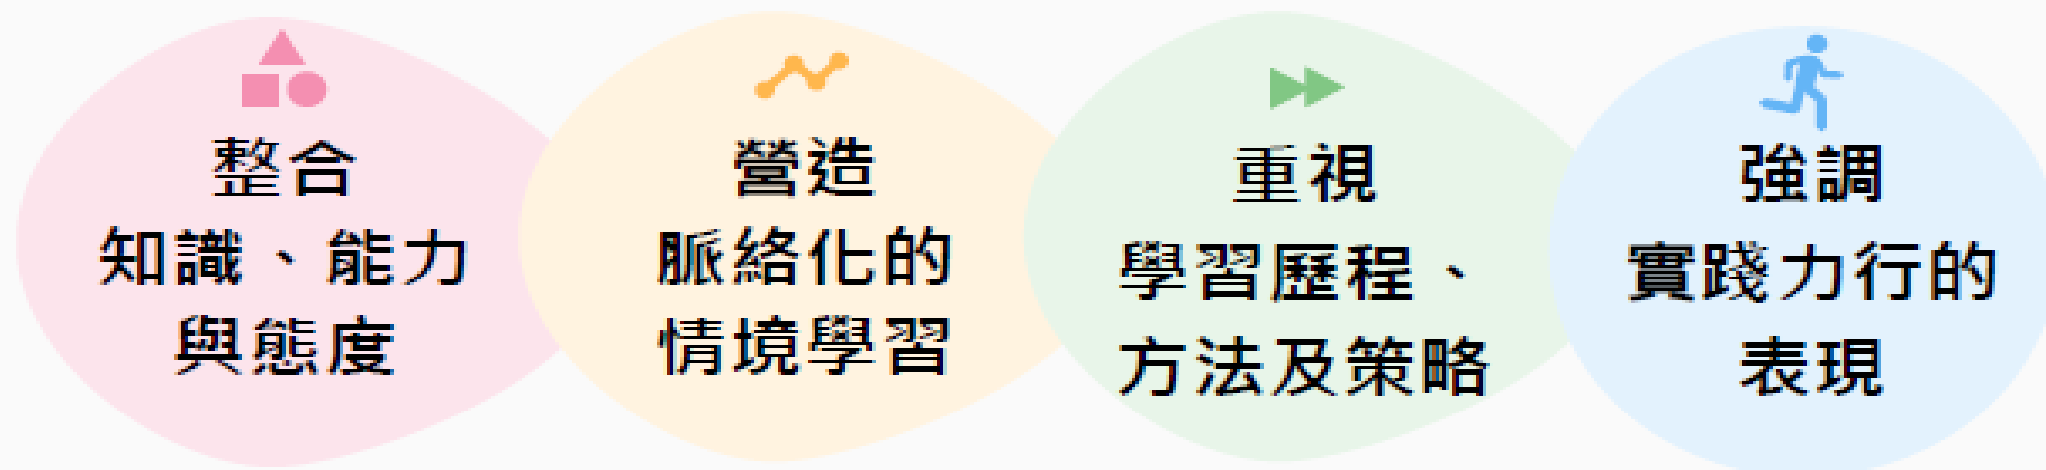 整合
知識、能力
與態度
營造
脈絡化的
情境學習
重視
學習歷程、
方法及策略
強調
實踐力行的
表現